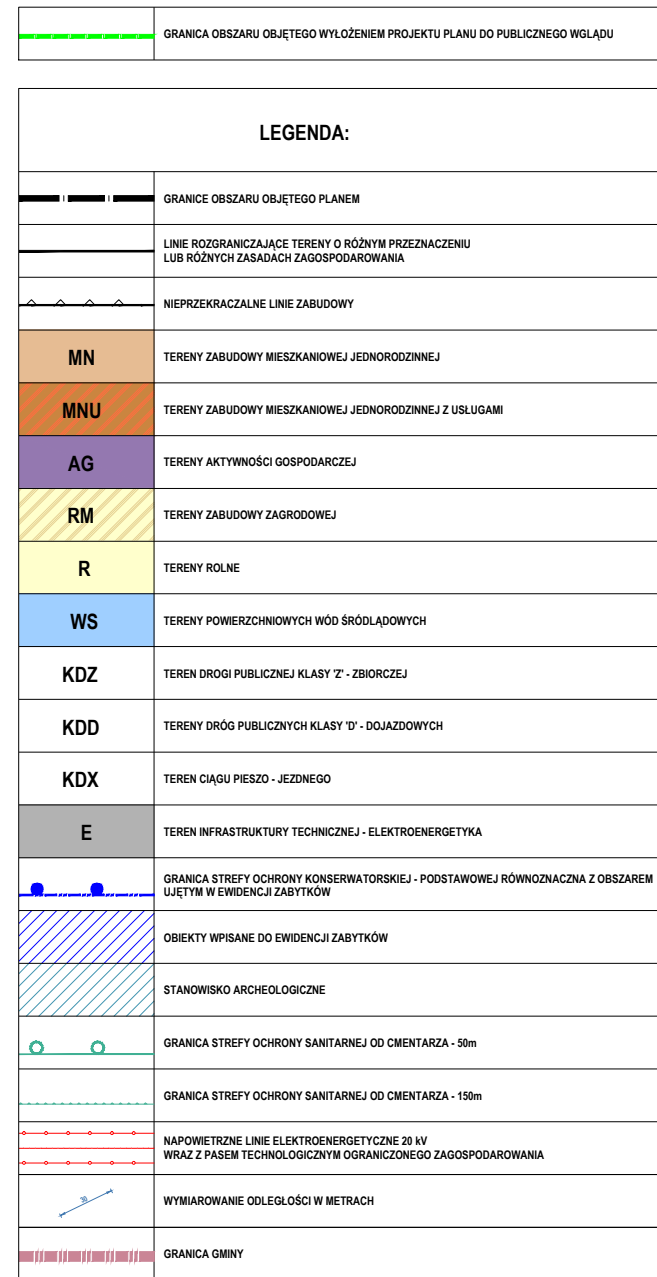 GRANICA OBSZARU OBJĘTEGO WYŁOŻENIEM PROJEKTU PLANU DO PUBLICZNEGO WGLĄDU
LEGENDA:
GRANICE OBSZARU OBJĘTEGO PLANEM
LINIE ROZGRANICZAJĄCE TERENY O RÓŻNYM PRZEZNACZENIU
LUB RÓŻNYCH ZASADACH ZAGOSPODAROWANIA
NIEPRZEKRACZALNE LINIE ZABUDOWY
MN TERENY ZABUDOWY MIESZKANIOWEJ JEDNORODZINNEJ
MNU TERENY ZABUDOWY MIESZKANIOWEJ JEDNORODZINNEJ Z USŁUGAMI
AG TERENY AKTYWNOŚCI GOSPODARCZEJ
RM TERENY ZABUDOWY ZAGRODOWEJ
R TERENY ROLNE
WS TERENY POWIERZCHNIOWYCH WÓD ŚRÓDLĄDOWYCH
KDZ TEREN DROGI PUBLICZNEJ KLASY 'Z' - ZBIORCZEJ
KDD TERENY DRÓG PUBLICZNYCH KLASY 'D' - DOJAZDOWYCH
KDX TEREN CIĄGU PIESZO - JEZDNEGO
E TEREN INFRASTRUKTURY TECHNICZNEJ - ELEKTROENERGETYKA
GRANICA STREFY OCHRONY KONSERWATORSKIEJ - PODSTAWOWEJ RÓWNOZNACZNA Z OBSZAREM
UJĘTYM W EWIDENCJI ZABYTKÓW
OBIEKTY WPISANE DO EWIDENCJI ZABYTKÓW
STANOWISKO ARCHEOLOGICZNE
GRANICA STREFY OCHRONY SANITARNEJ OD CMENTARZA - 50m
GRANICA STREFY OCHRONY SANITARNEJ OD CMENTARZA - 150m
NAPOWIETRZNE LINIE ELEKTROENERGETYCZNE 20 kV
WRAZ Z PASEM TECHNOLOGICZNYM OGRANICZONEGO ZAGOSPODAROWANIA
30 WYMIAROWANIE ODLEGŁOŚCI W METRACH
GRANICA GMINY